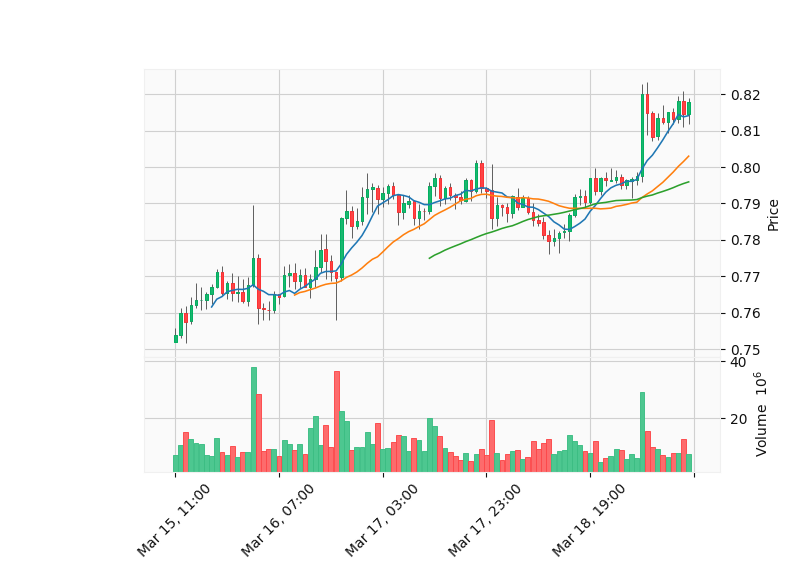 0.82
0.81
0.80
0.79
0.78
0.77
0.76
0.75
Price
40
20
Volume 10^6
Mar 15, 11:00
Mar 16, 07:00
Mar 17, 03:00
Mar 17, 23:00
Mar 18, 19:00